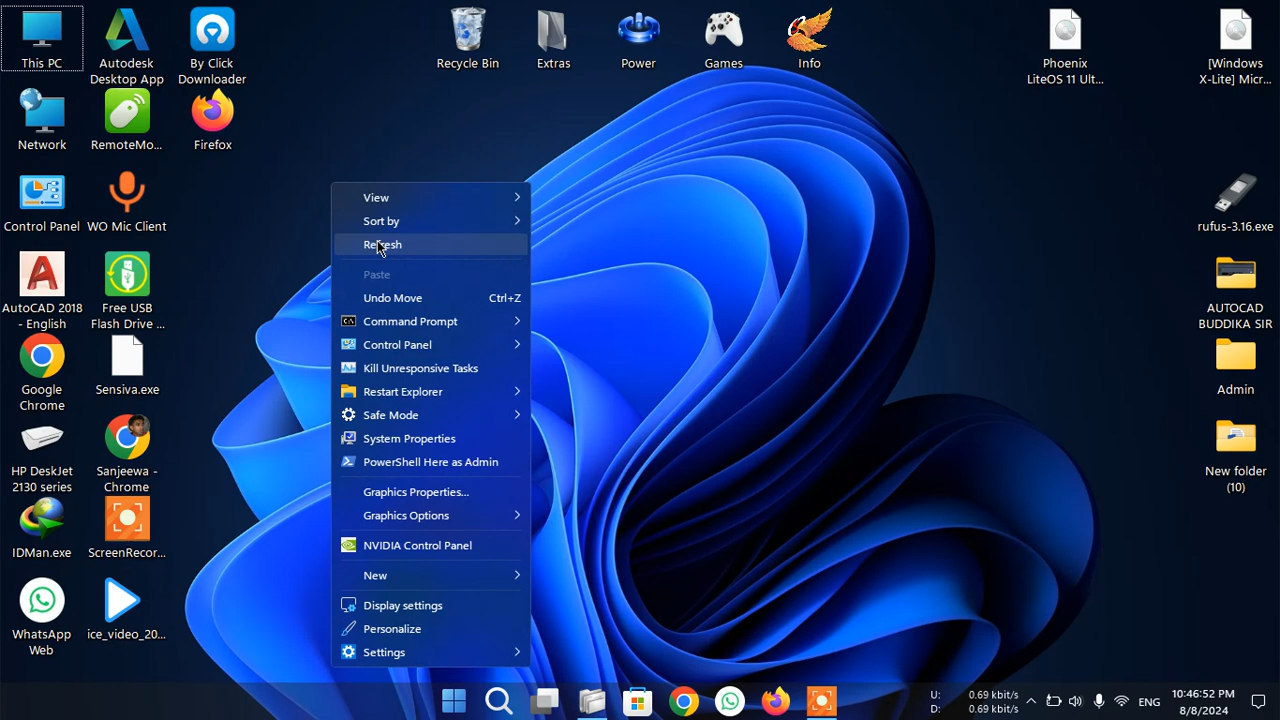 This PC
Autodesk
Desktop App
By Click
Downloader
Recycle Bin
Extras
Power
Games
Info
Phoenix
LiteOS 11 Ult...
[Windows
X-Lite] Micr...
Network
RemoteMo...
Firefox
Control Panel
WO Mic Client
rufus-3.16.exe
AutoCAD 2018
- English
Free USB
Flash Drive ...
AUTOCAD
BUDDIKA SIR
Google
Chrome
Sensiva.exe
Admin
HP DeskJet
2130 series
Sanjeewa -
Chrome
New folder
(10)
IDMan.exe
ScreenRecor...
WhatsApp
Web
ice_video_20...
View
Sort by
Refresh
Paste
Undo Move Ctrl+Z
Command Prompt
Control Panel
Kill Unresponsive Tasks
Restart Explorer
Safe Mode
System Properties
PowerShell Here as Admin
Graphics Properties...
Graphics Options
NVIDIA Control Panel
New
Display settings
Personalize
Settings
U: 0.69 kbit/s
D: 0.69 kbit/s
ENG
10:46:52 PM
8/8/2024